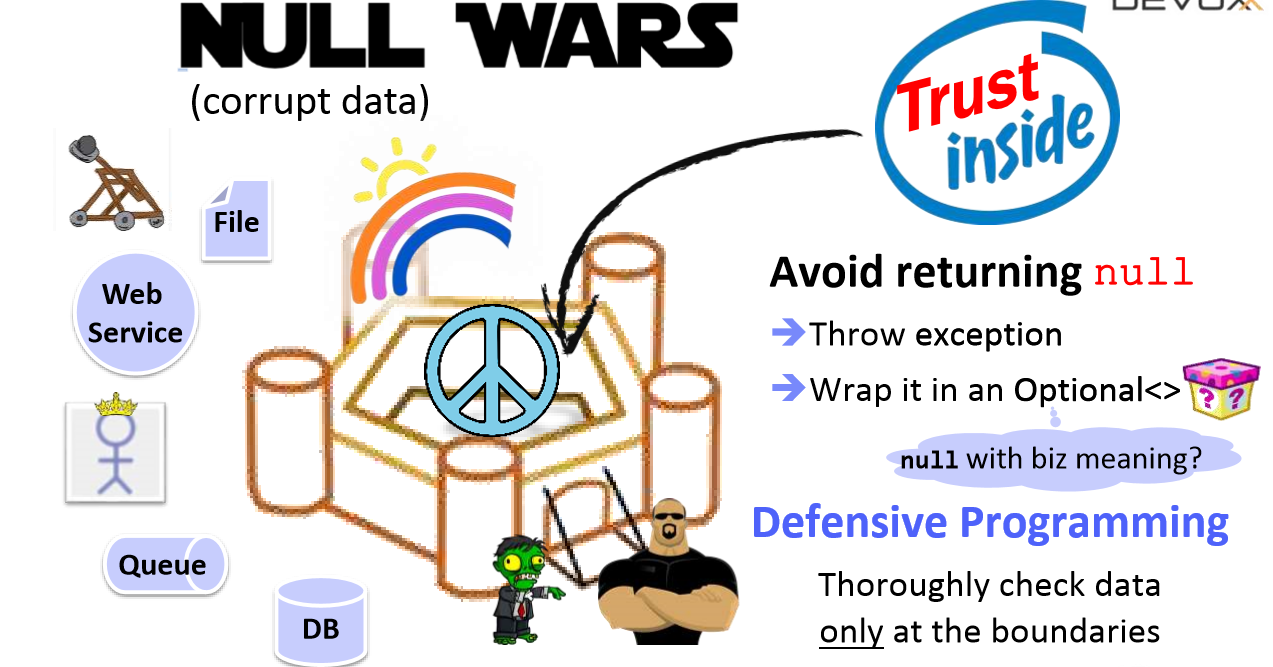 DEVOXX
NULL WARS
(corrupt data)
Trust
inside
File
Web
Service
Avoid returning null
Throw exception
Wrap it in an Optional<>
? ?
null with biz meaning?
Defensive Programming
Queue
Thoroughly check data
DB
only at the boundaries